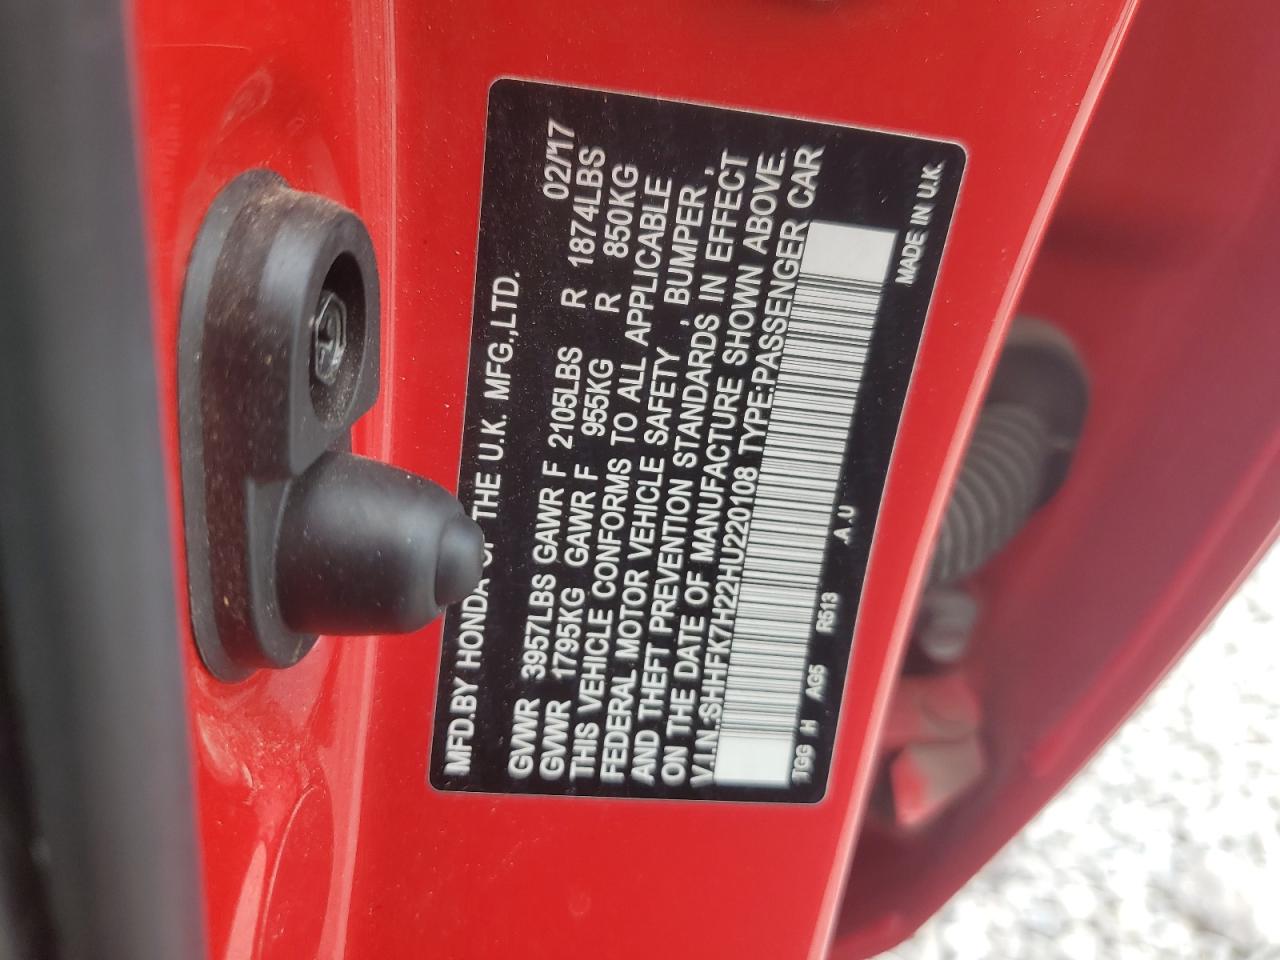 MFD.BY HONDA OF THE U.K. MFG.,LTD.
02/'17
GVWR 3957LBS GAWR F 2105LBS R 1874LBS
GVWR 1795KG GAWR F 955KG R 850KG
THIS VEHICLE CONFORMS TO ALL APPLICABLE
FEDERAL MOTOR VEHICLE SAFETY , BUMPER ,
AND THEFT PREVENTION STANDARDS IN EFFECT
ON THE DATE OF MANUFACTURE SHOWN ABOVE.
V.I.N.:SHHFK7H22HU220108 TYPE:PASSENGER CAR
TGG H AG5 R513 .A.U MADE IN U.K.